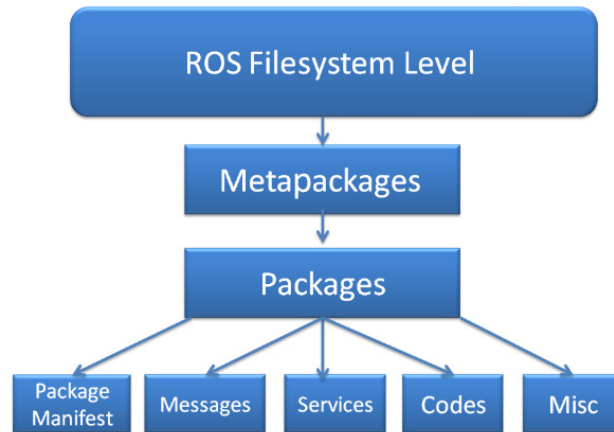 ROS Filesystem Level
Metapackages
Packages
Package
Manifest
Messages
Services
Codes
Misc